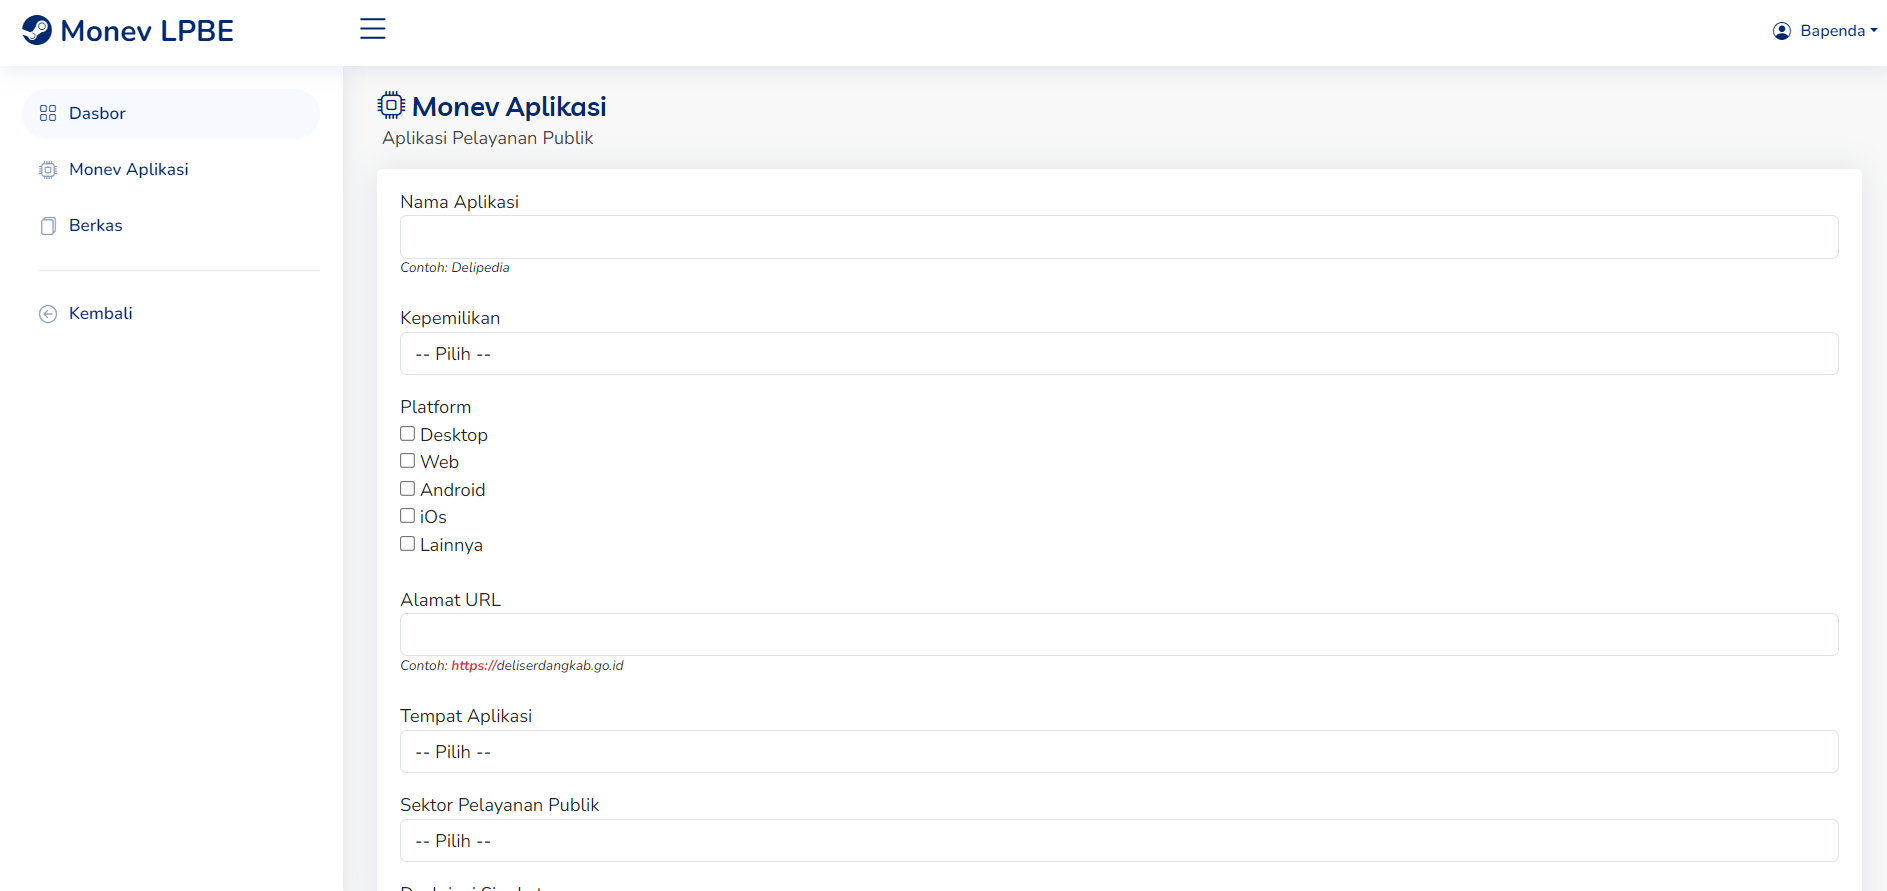 Monev LPBE
Bapenda
Dasbor
Monev Aplikasi
Berkas
Kembali
Monev Aplikasi
Aplikasi Pelayanan Publik
Nama Aplikasi
Contoh: Delipedia
Kepemilikan
-- Pilih --
Platform
Desktop
Web
Android
iOs
Lainnya
Alamat URL
Contoh: https://deliserdangkab.go.id
Tempat Aplikasi
-- Pilih --
Sektor Pelayanan Publik
-- Pilih --